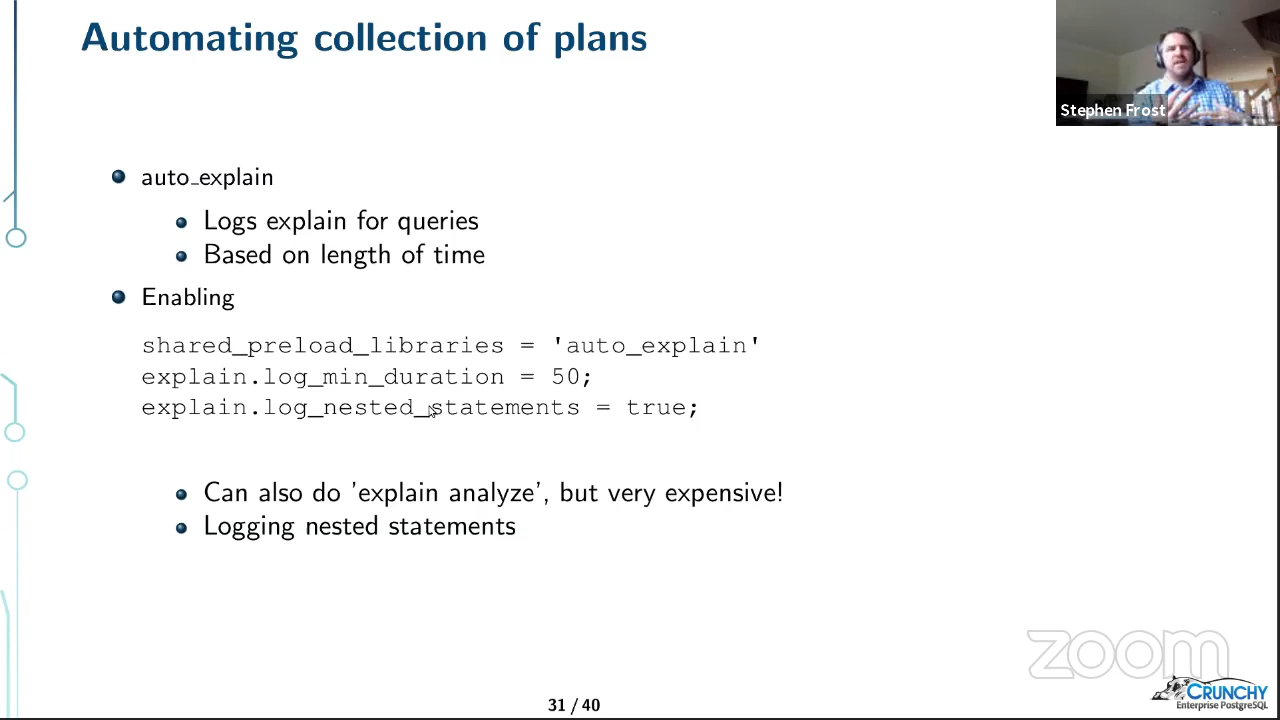 Automating collection of plans
Stephen Frost
auto_explain
Logs explain for queries
Based on length of time
Enabling
shared_preload_libraries = 'auto_explain'
explain.log_min_duration = 50;
explain.log_nested_statements = true;
Can also do ’explain analyze’, but very expensive!
Logging nested statements
zoom
CRUNCHY
Enterprise PostgreSQL
31 / 40